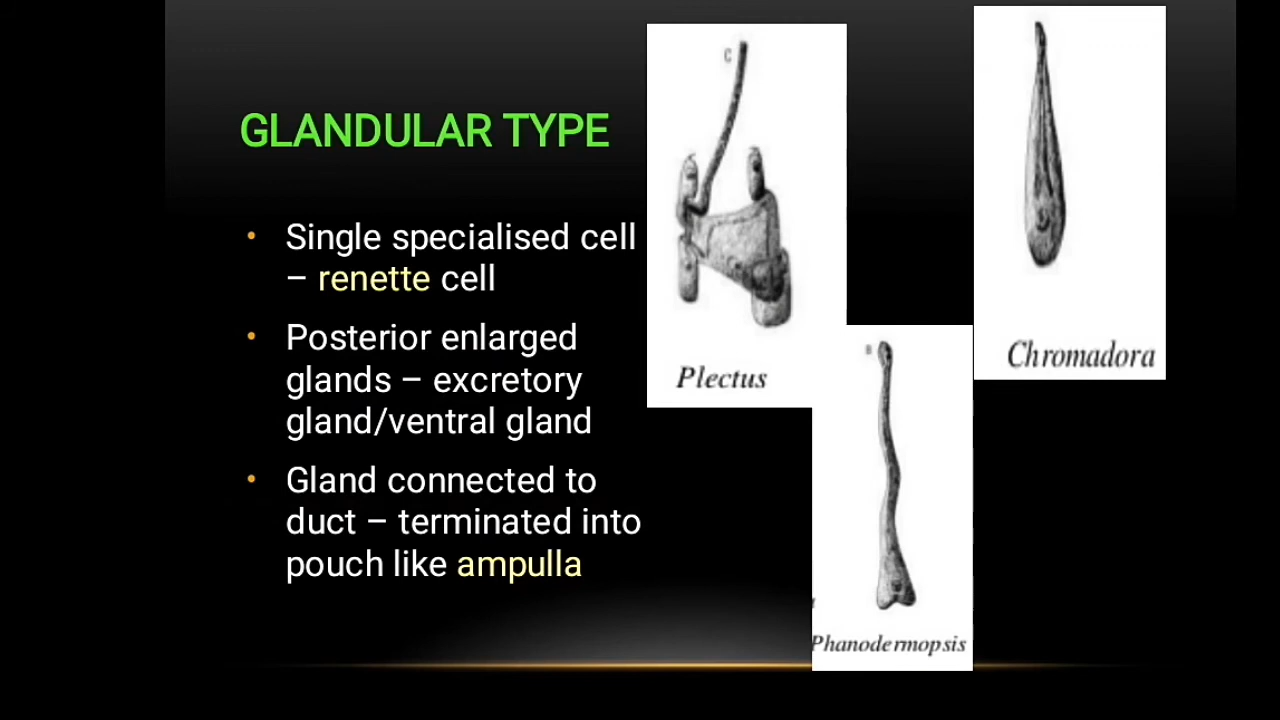 GLANDULAR TYPE
• Single specialised cell
– renette cell
• Posterior enlarged
glands – excretory
gland/ventral gland
• Gland connected to
duct – terminated into
pouch like ampulla
C
Plectus
Chromadora
B
Phanodermopsis